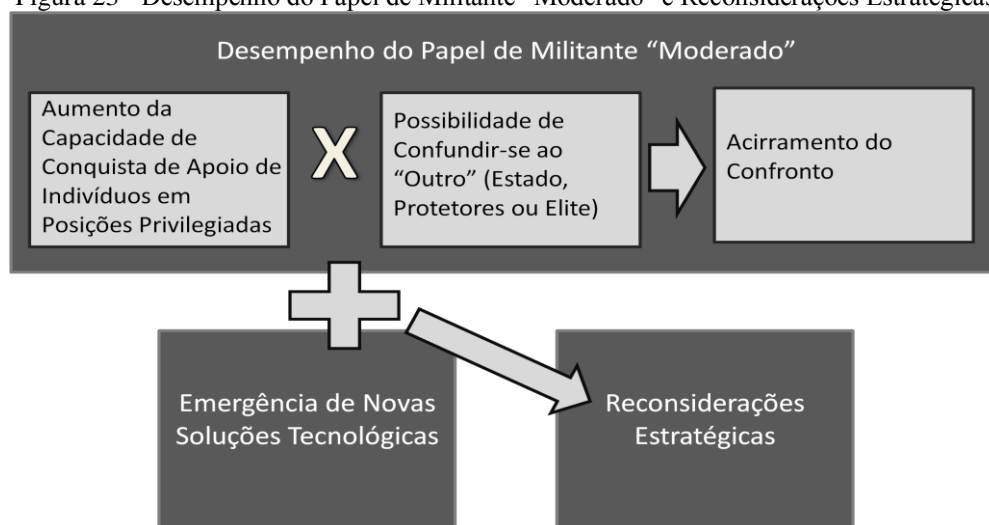 Figura 23 - Desempenho do Papel de Militante "Moderado" e Reconsiderações Estratégicas
Desempenho do Papel de Militante “Moderado”
Aumento da
Capacidade de
Conquista de Apoio de
Indivíduos em
Posições Privilegiadas
X
Possibilidade de
Confundir-se ao
“Outro” (Estado,
Protetores ou Elite)
Acirramento do
Confronto
Emergência de Novas
Soluções Tecnológicas
Reconsiderações
Estratégicas